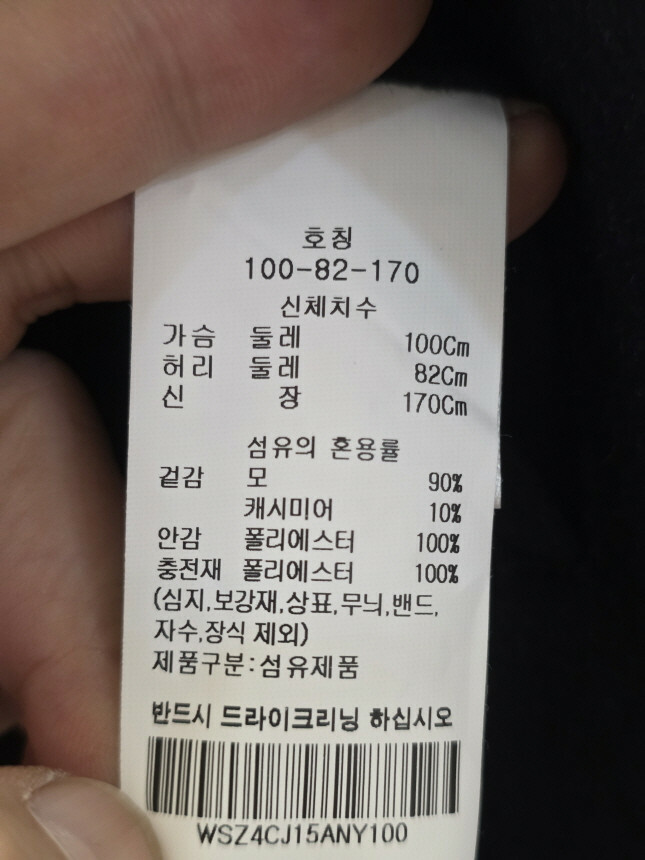 호칭
100-82-170
신체치수
가슴 둘레 100Cm
허리 둘레 82Cm
신 장 170Cm
섬유의 혼용률
겉감 모 90%
캐시미어 10%
안감 폴리에스터 100%
충전재 폴리에스터 100%
(심지,보강재,상표,무늬,밴드,
자수,장식 제외)
제품구분:섬유제품
반드시 드라이크리닝 하십시오
WSZ4CJ15ANY100